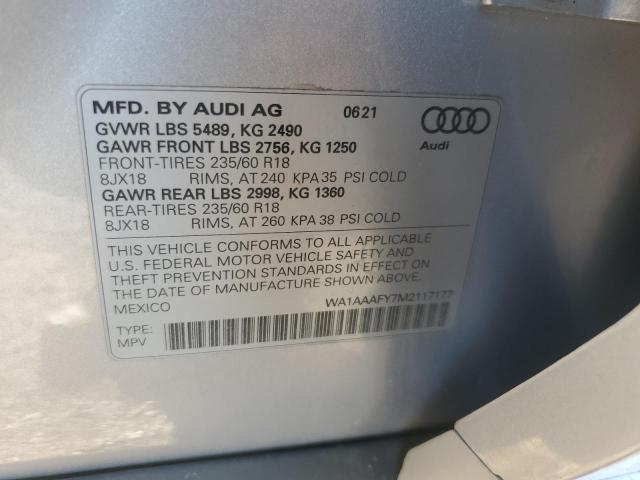 MFD. BY AUDI AG 06 21
GVWR LBS 5489, KG 2490
GAWR FRONT LBS 2756, KG 1250
FRONT-TIRES 235/60 R18
8JX18 RIMS, AT 240 KPA 35 PSI COLD
GAWR REAR LBS 2998, KG 1360
REAR-TIRES 235/60 R18
8JX18 RIMS, AT 260 KPA 38 PSI COLD
Audi
THIS VEHICLE CONFORMS TO ALL APPLICABLE
U.S. FEDERAL MOTOR VEHICLE SAFETY AND
THEFT PREVENTION STANDARDS IN EFFECT ON
THE DATE OF MANUFACTURE SHOWN ABOVE.
MEXICO WA1AAAFY7M2117177
TYPE:
MPV